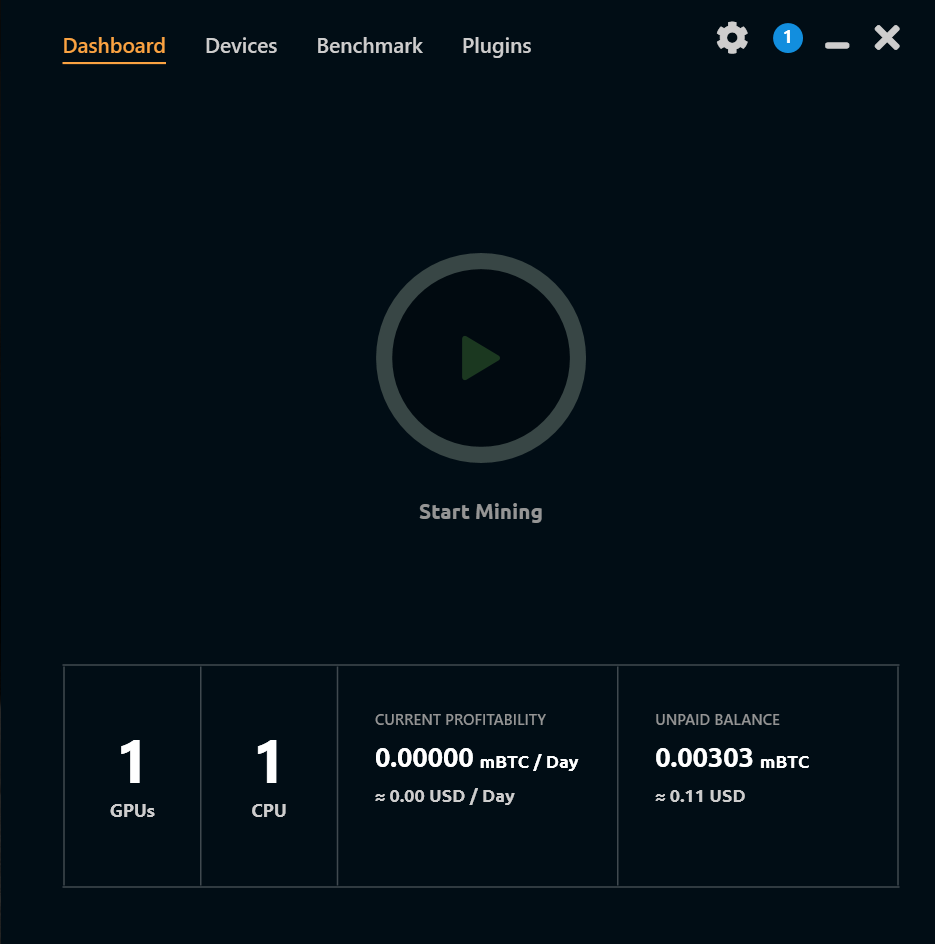 Dashboard Devices Benchmark Plugins 1
Start Mining
1
GPUs
1
CPU
CURRENT PROFITABILITY
0.00000 mBTC / Day
≈ 0.00 USD / Day
UNPAID BALANCE
0.00303 mBTC
≈ 0.11 USD